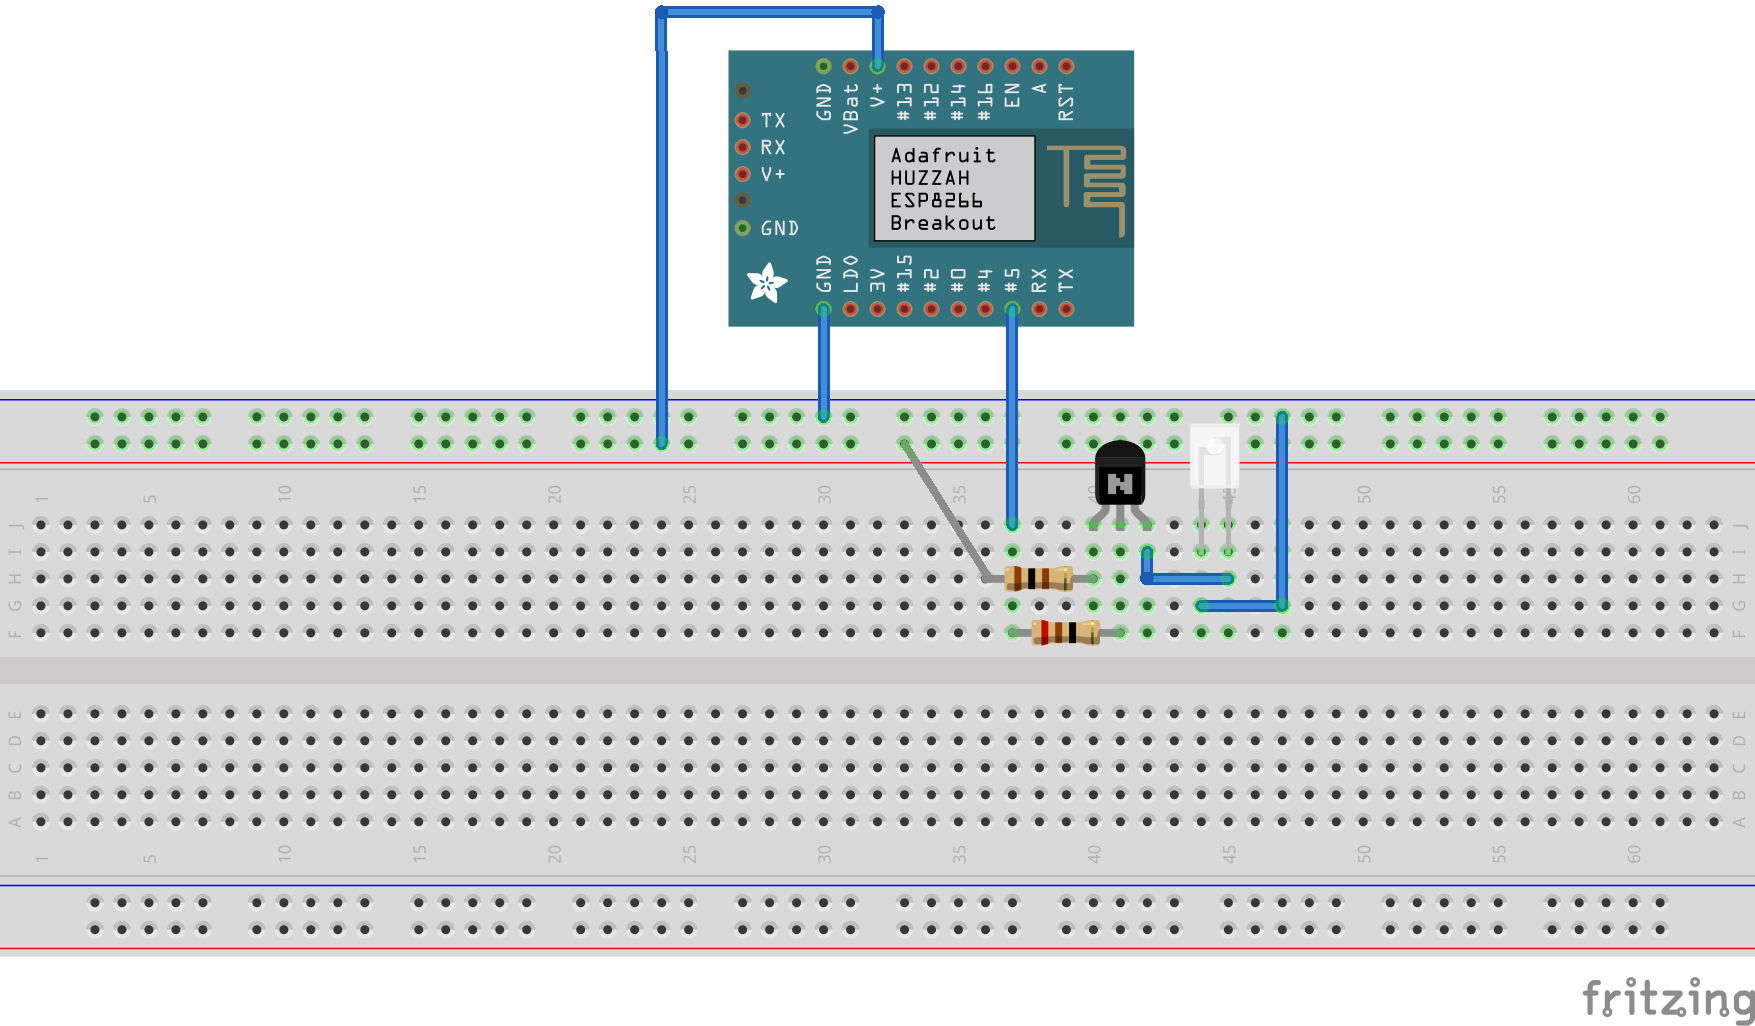 GND VBat V+ #13 #12 #14 #16 EN A RST
TX
RX
V+
GND
Adafruit
HUZZAH
ESP8266
Breakout
GND LDO 3V #15 #2 #0 #4 #5 RX TX
1 5 10 15 20 25 30 35 40 45 50 55 60
N
J J
I I
H H
G G
F F
E E
D D
C C
B B
A A
1 5 10 15 20 25 30 35 40 45 50 55 60
fritzing